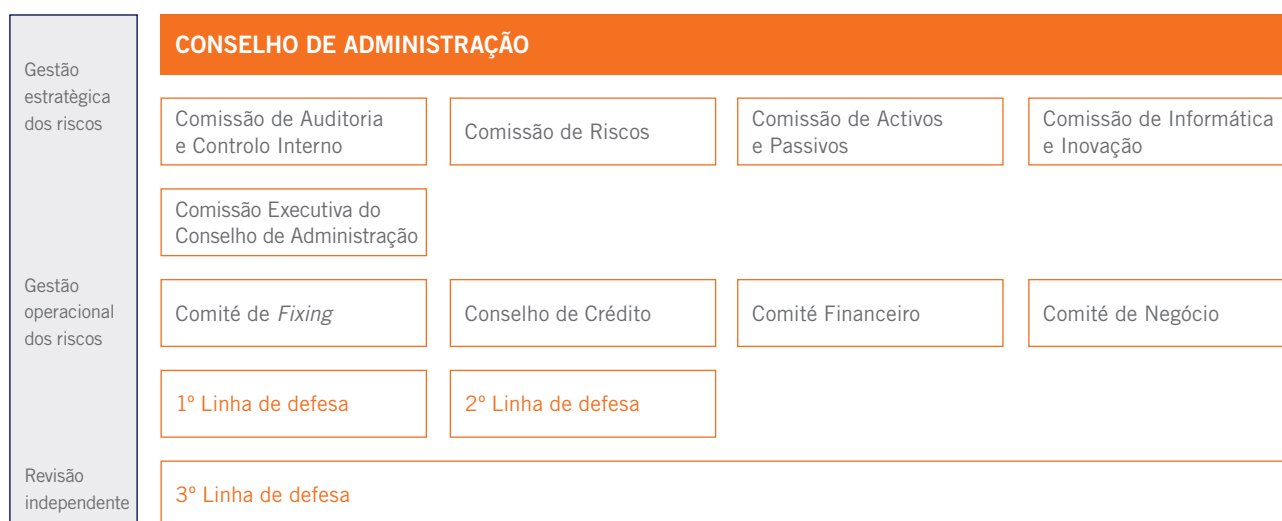 CONSELHO DE ADMINISTRAÇÃO
Gestão
estratègica
dos riscos
Comissão de Auditoria
e Controlo Interno
Comissão de Riscos
Comissão de Activos
e Passivos
Comissão de Informática
e Inovação
Comissão Executiva do
Conselho de Administração
Gestão
operacional
dos riscos
Comité de Fixing
Conselho de Crédito
Comité Financeiro
Comité de Negócio
1º Linha de defesa
2º Linha de defesa
Revisão
independente
3º Linha de defesa